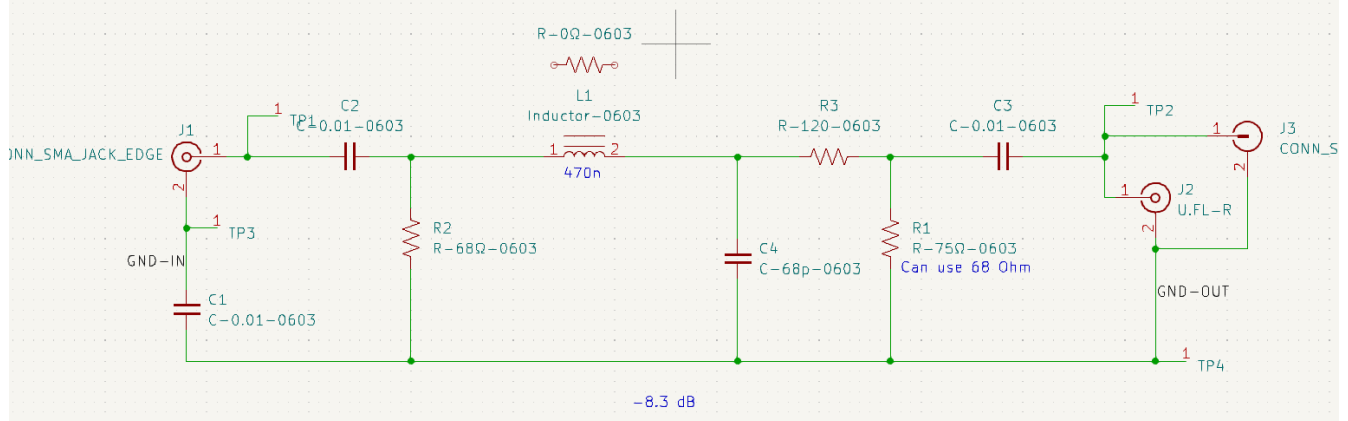 R-0Ω-0603
L1
Inductor-0603
1 2
470n
J1
CONN_SMA_JACK_EDGE
1
2
1
TP1
C2
C-0.01-0603
1
TP3
GND-IN
C1
C-0.01-0603
R2
R-68Ω-0603
C4
C-68p-0603
R3
R-120-0603
R1
R-75Ω-0603
Can use 68 Ohm
C3
C-0.01-0603
1
TP2
1
2
J3
CONN_S
1
2
J2
U.FL-R
GND-OUT
1
TP4
-8.3 dB